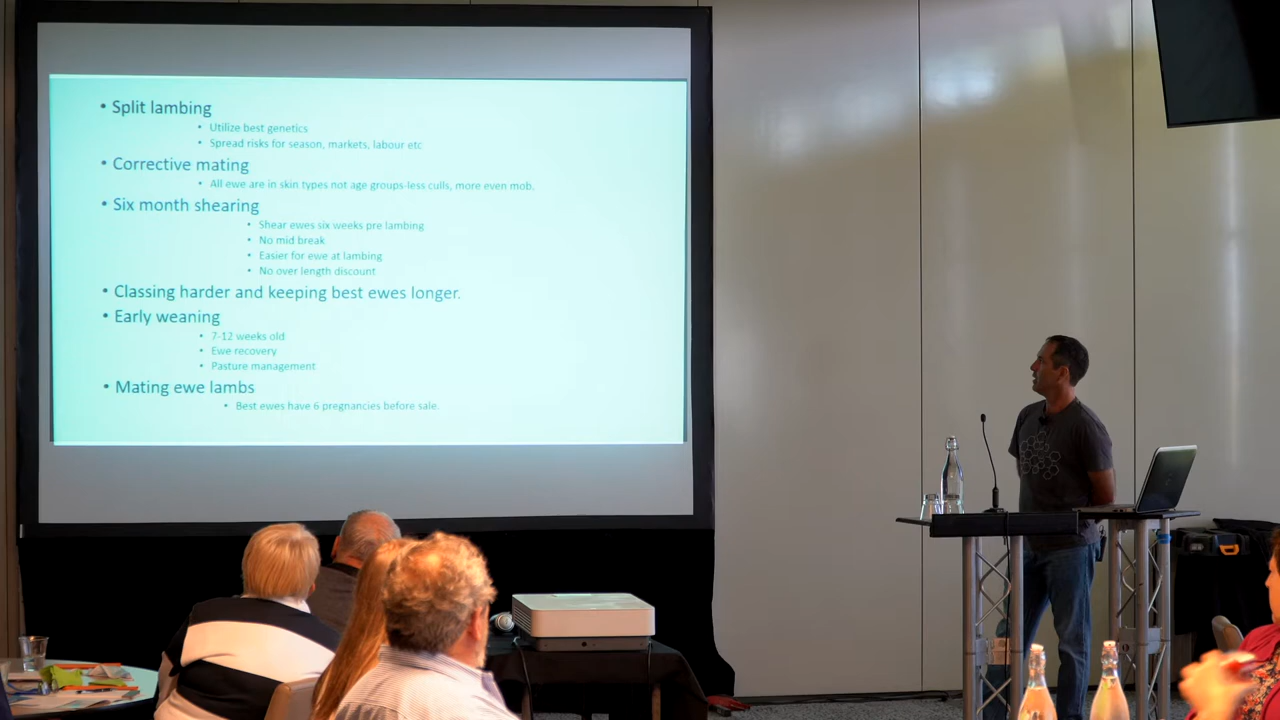 • Split lambing
• Utilize best genetics
• Spread risks for season, markets, labour etc
• Corrective mating
• All ewe are in skin types not age groups-less culls, more even mob.
• Six month shearing
• Shear ewes six weeks pre lambing
• No mid break
• Easier for ewe at lambing
• No over length discount
• Classing harder and keeping best ewes longer.
• Early weaning
• 7-12 weeks old
• Ewe recovery
• Pasture management
• Mating ewe lambs
• Best ewes have 6 pregnancies before sale.